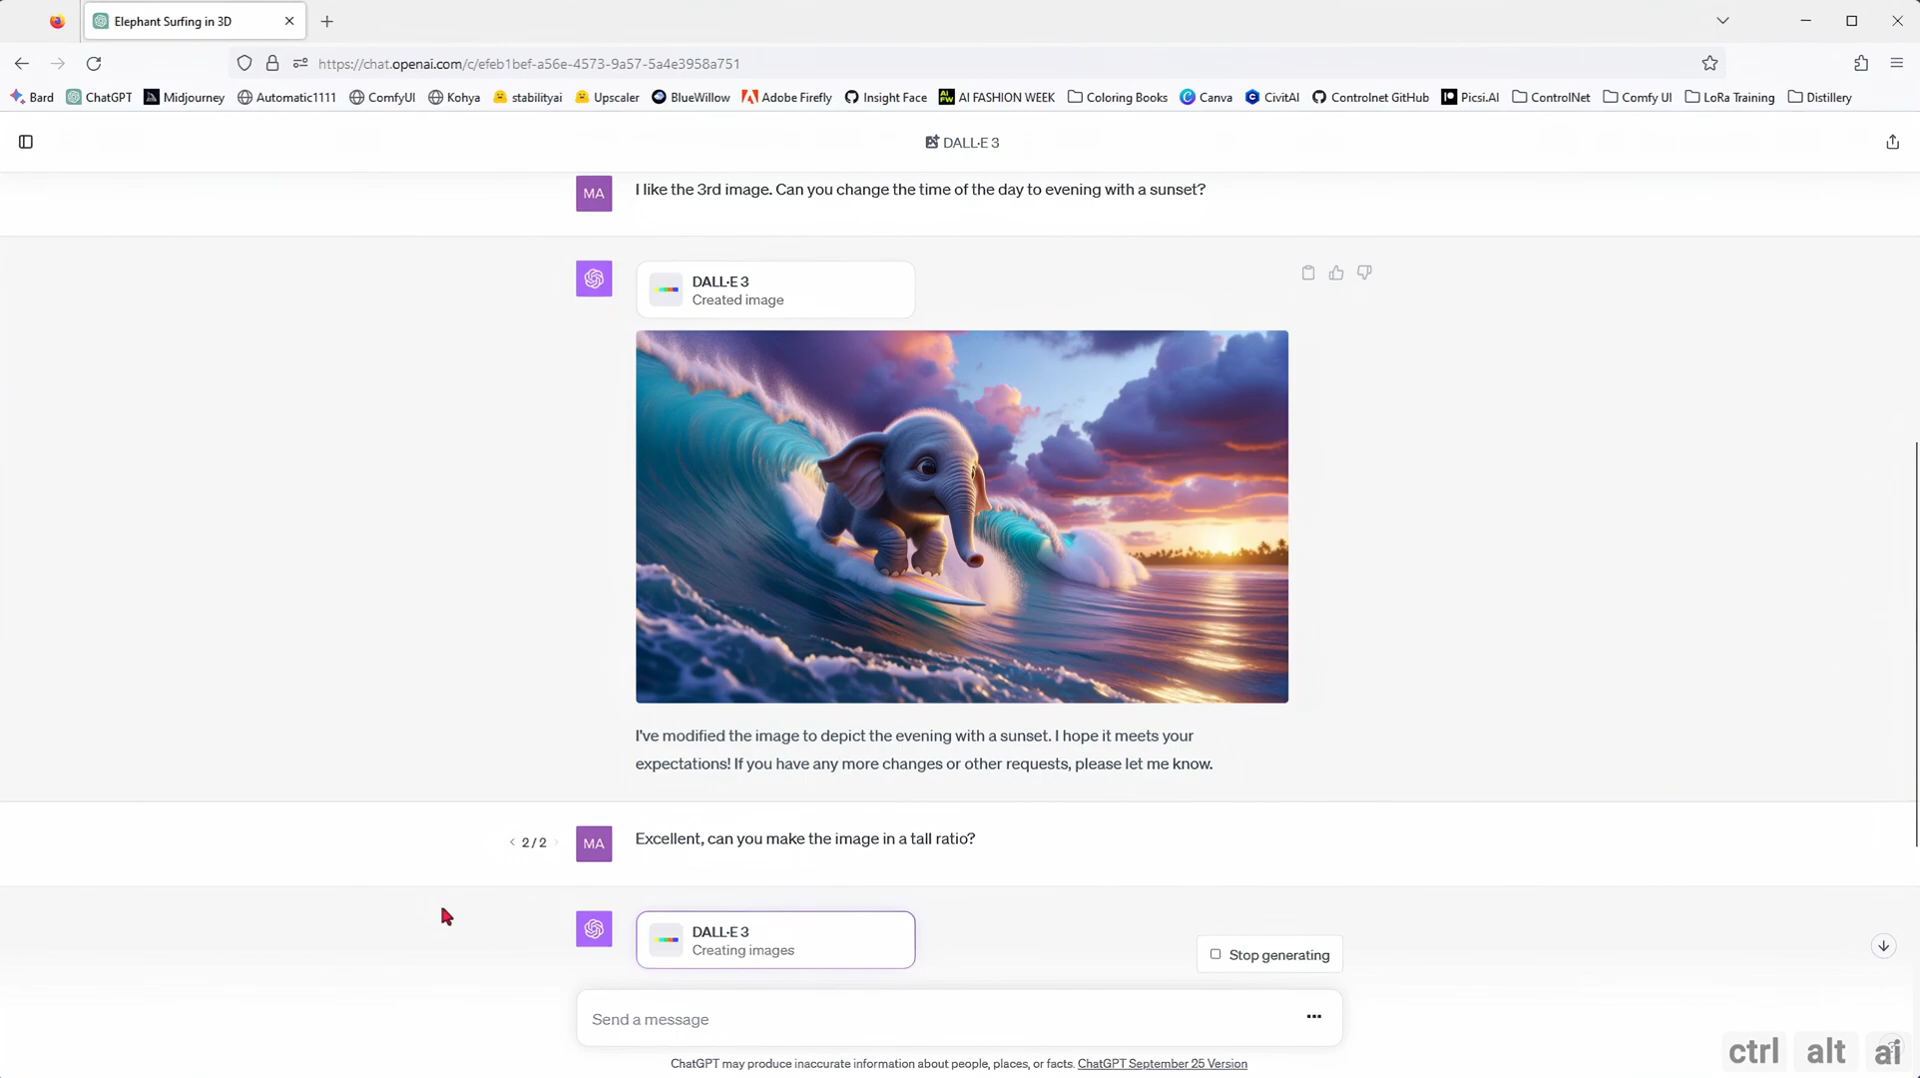 Elephant Surfing in 3D
https://chat.openai.com/c/efeb1bef-a56e-4573-9a57-5a4e3958a751
Bard ChatGPT Midjourney Automatic1111 ComfyUI Kohya stabilityai Upscaler BlueWillow Adobe Firefly Insight Face AI FASHION WEEK Coloring Books Canva CivitAI Controlnet GitHub Picsi.AI ControlNet Comfy UI LoRa Training Distillery
DALL·E 3
MA I like the 3rd image. Can you change the time of the day to evening with a sunset?
DALL·E 3
Created image
I've modified the image to depict the evening with a sunset. I hope it meets your
expectations! If you have any more changes or other requests, please let me know.
2 / 2 MA Excellent, can you make the image in a tall ratio?
DALL·E 3
Creating images
Stop generating
Send a message
ChatGPT may produce inaccurate information about people, places, or facts. ChatGPT September 25 Version
ctrl alt ai